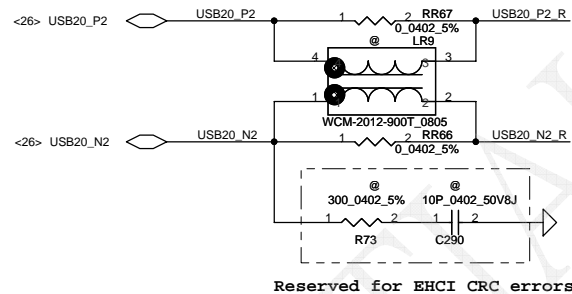 <26> USB20_P2 USB20_P2 1 2 RR67 USB20_P2_R
0_0402_5%
@ LR9
4 4 3 3
1 1 2 2
WCM-2012-900T_0805
<26> USB20_N2 USB20_N2 1 2 RR66 USB20_N2_R
0_0402_5%
@ @
300_0402_5% 10P_0402_50V8J
1 2 1 2
R73 C290
Reserved for EHCI CRC errors